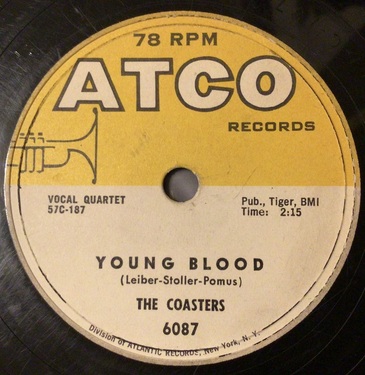 78 RPM
ATCO
RECORDS
VOCAL QUARTET
57C-187
Pub., Tiger, BMI
Time: 2:15
YOUNG BLOOD
(Leiber-Stoller-Pomus)
THE COASTERS
6087
Division of ATLANTIC RECORDS, New York, N. Y.